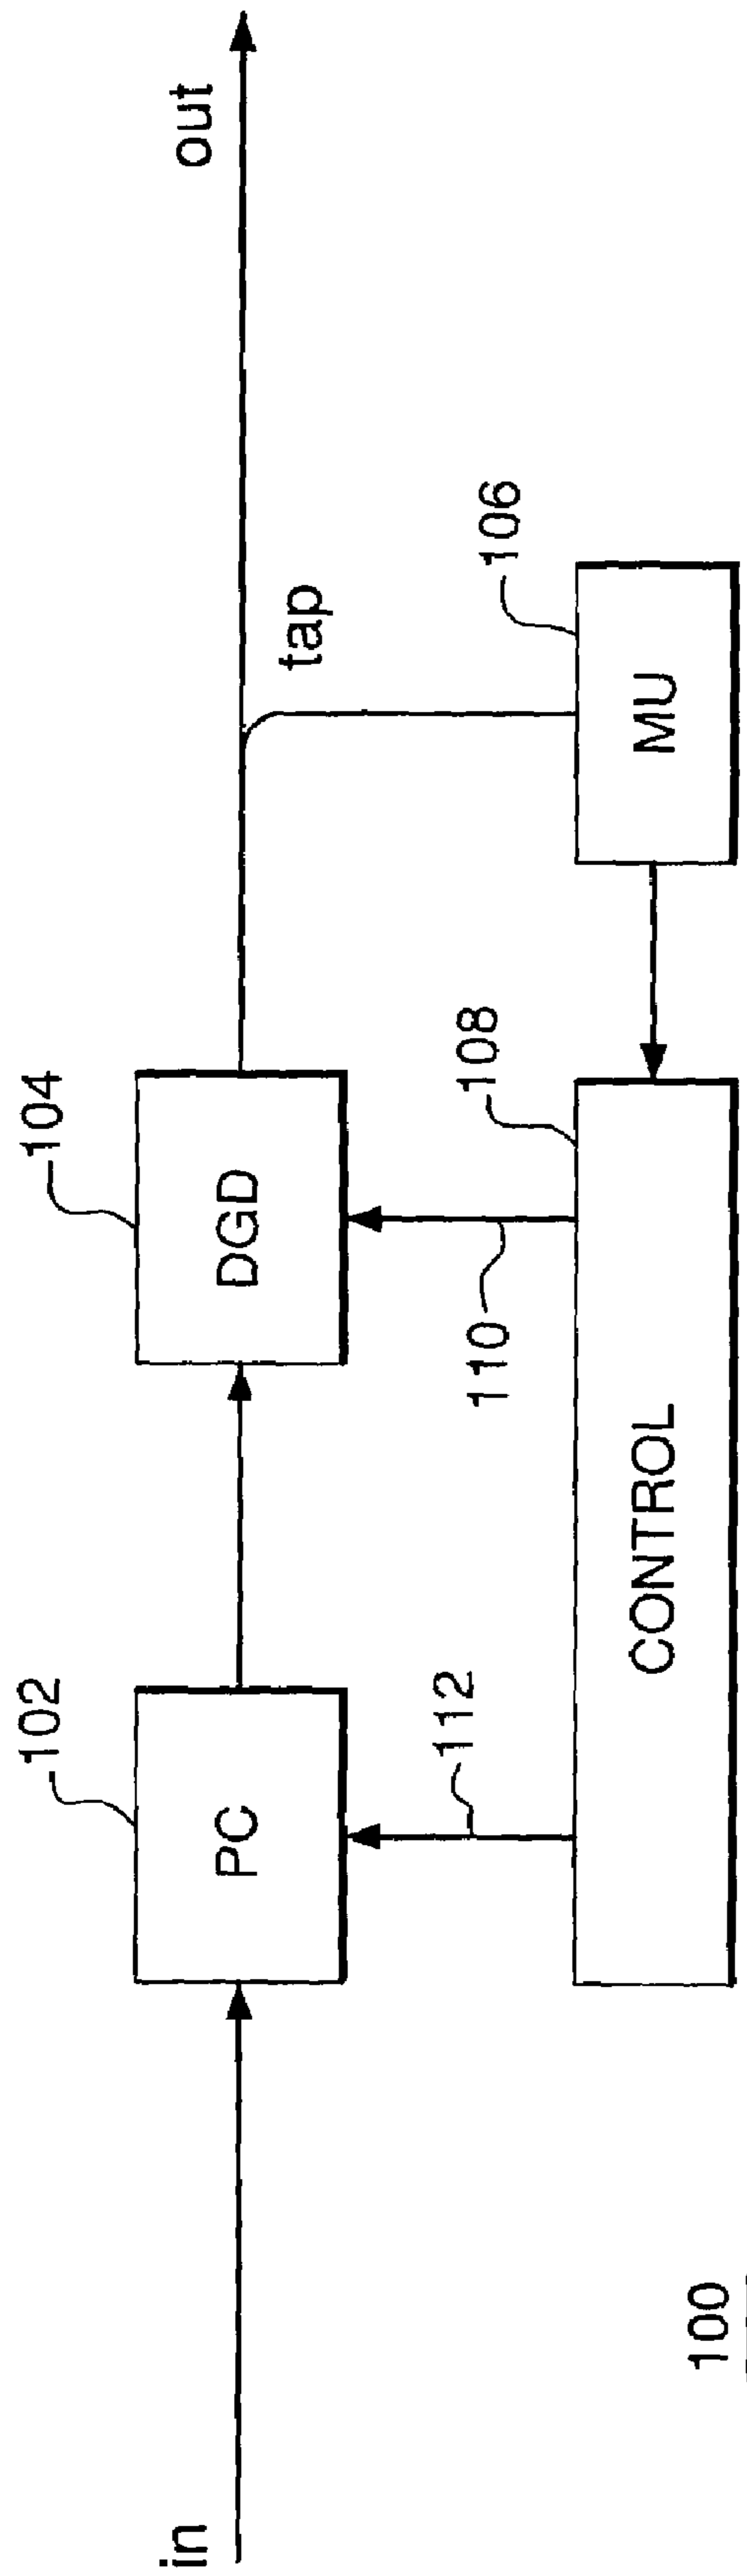 in
out
102
PC
104
DGD
tap
112
110
108
106
CONTROL
MU
100